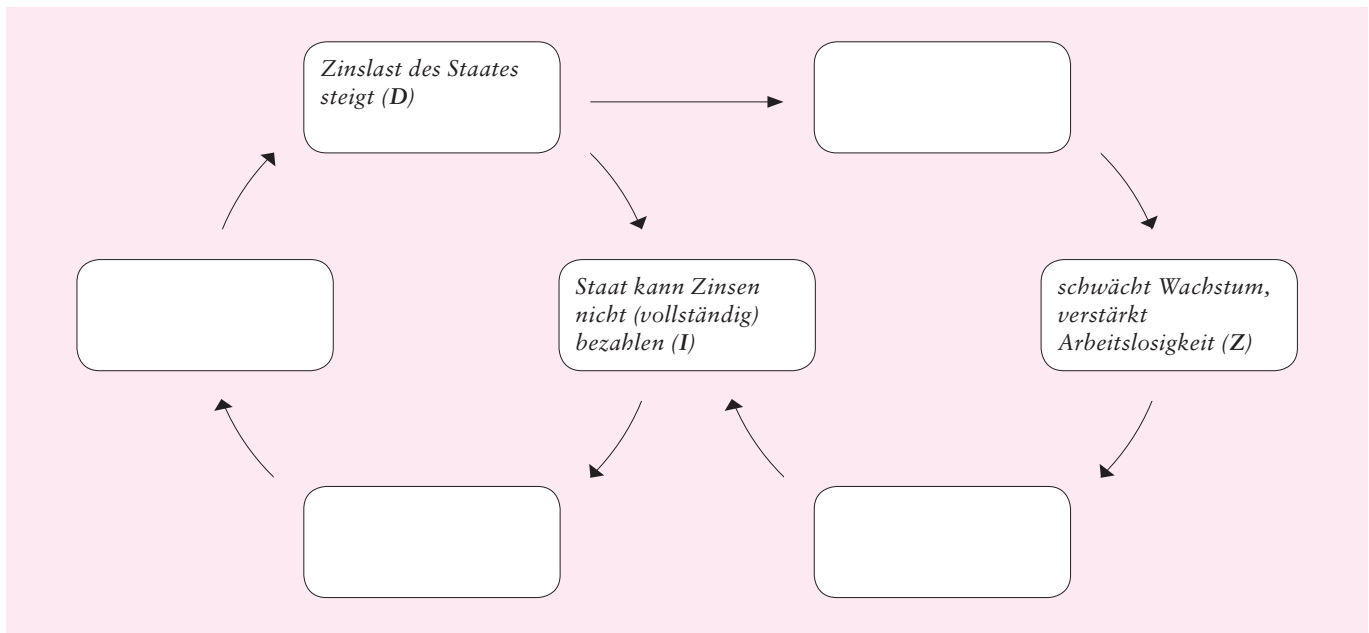 Zinslast des Staates
steigt (D)
Staat kann Zinsen
nicht (vollständig)
bezahlen (I)
schwächt Wachstum,
verstärkt
Arbeitslosigkeit (Z)